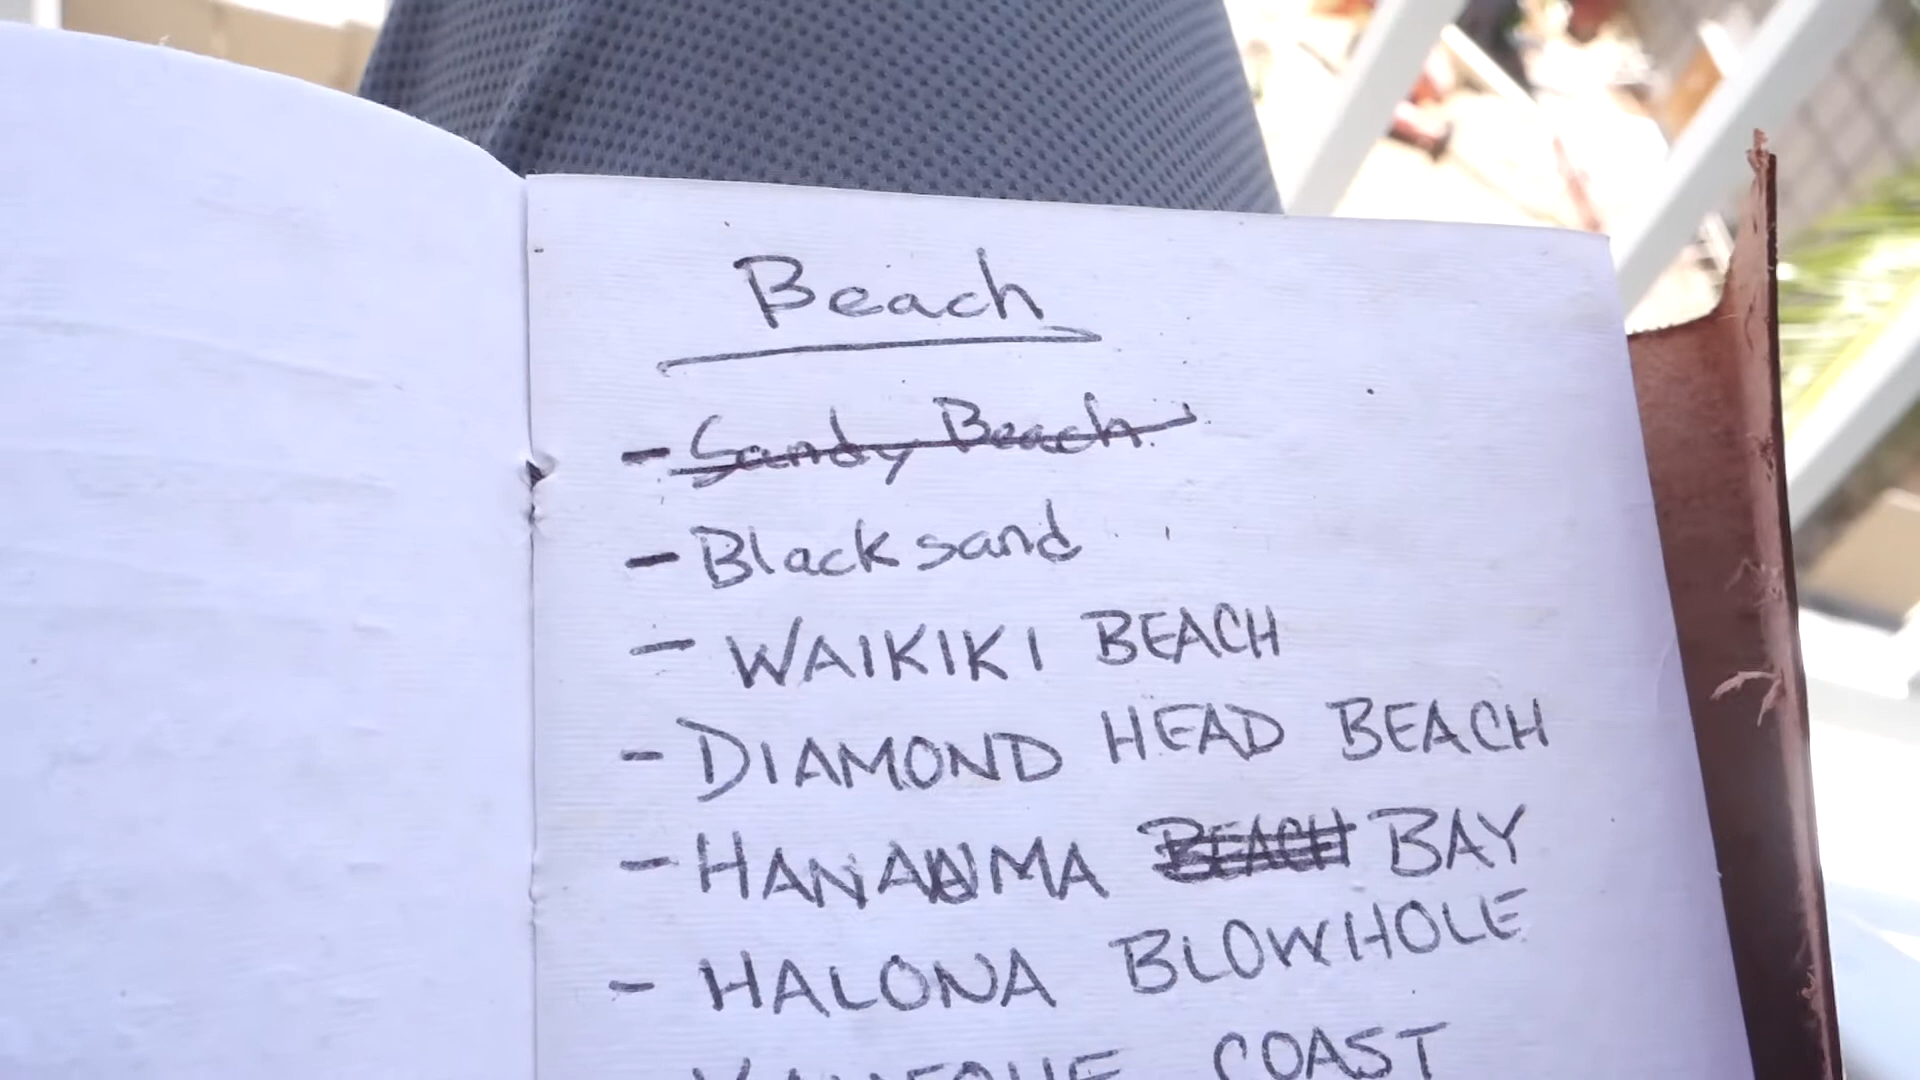 Beach
- Sandy Beach
- Black sand
- WAIKIKI BEACH
- DIAMOND HEAD BEACH
- HANAUMA BEACH BAY
- HALONA BLOWHOLE
COAST